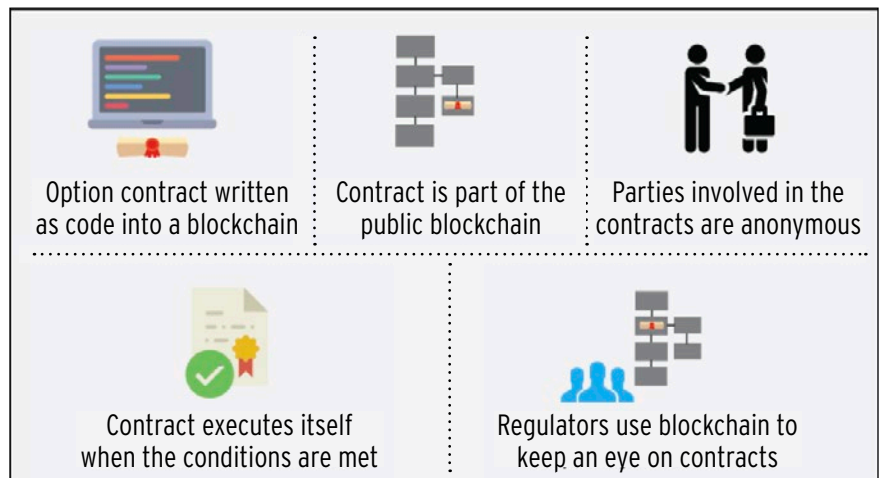 Option contract written
as code into a blockchain
Contract is part of the
public blockchain
Parties involved in the
contracts are anonymous
Contract executes itself
when the conditions are met
Regulators use blockchain to
keep an eye on contracts